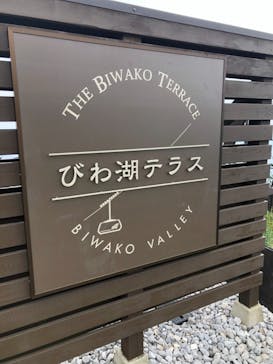 THE BIWAKO TERRACE
びわ湖テラス
BIWAKO VALLEY